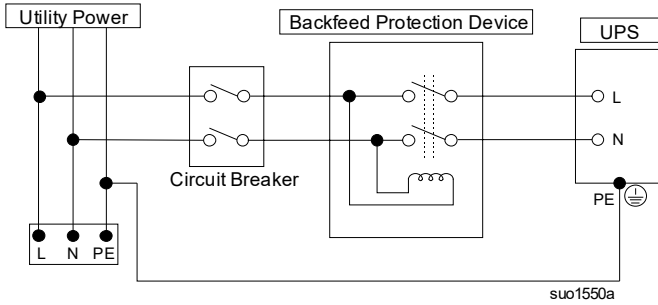 Utility Power
Backfeed Protection Device
UPS
L
N
Circuit Breaker
PE
L N PE
suo1550a